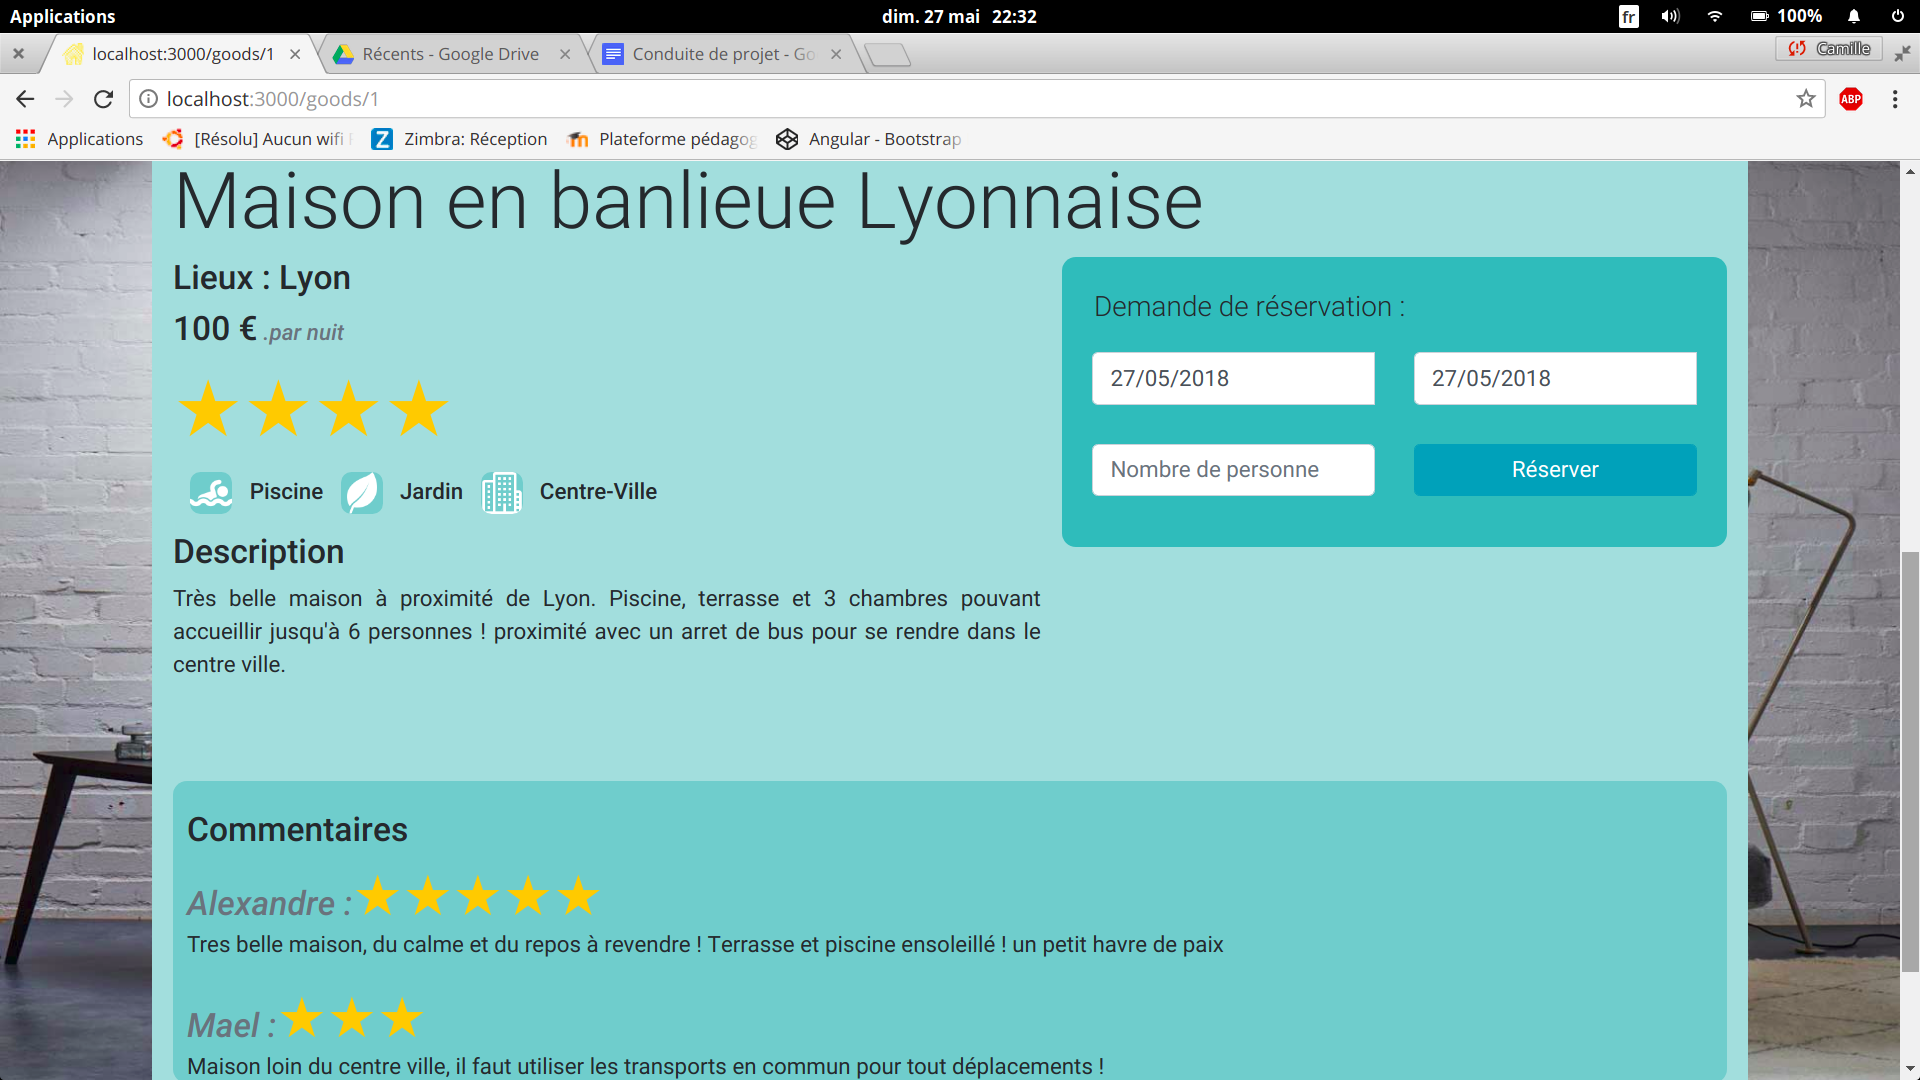 Applications
dim. 27 mai 22:32
fr
100%
localhost:3000/goods/1
Récents - Google Drive
Conduite de projet - Go
Camille
localhost:3000/goods/1
ABP
Applications
[Résolu] Aucun wifi
Zimbra: Réception
Plateforme pédagog
Angular - Bootstrap
Maison en banlieue Lyonnaise
Lieux : Lyon
100 € .par nuit
Piscine
Jardin
Centre-Ville
Description
Très belle maison à proximité de Lyon. Piscine, terrasse et 3 chambres pouvant
accueillir jusqu'à 6 personnes ! proximité avec un arret de bus pour se rendre dans le
centre ville.
Demande de réservation :
27/05/2018
27/05/2018
Nombre de personne
Réserver
Commentaires
Alexandre :
Tres belle maison, du calme et du repos à revendre ! Terrasse et piscine ensoleillé ! un petit havre de paix
Mael :
Maison loin du centre ville, il faut utiliser les transports en commun pour tout déplacements !